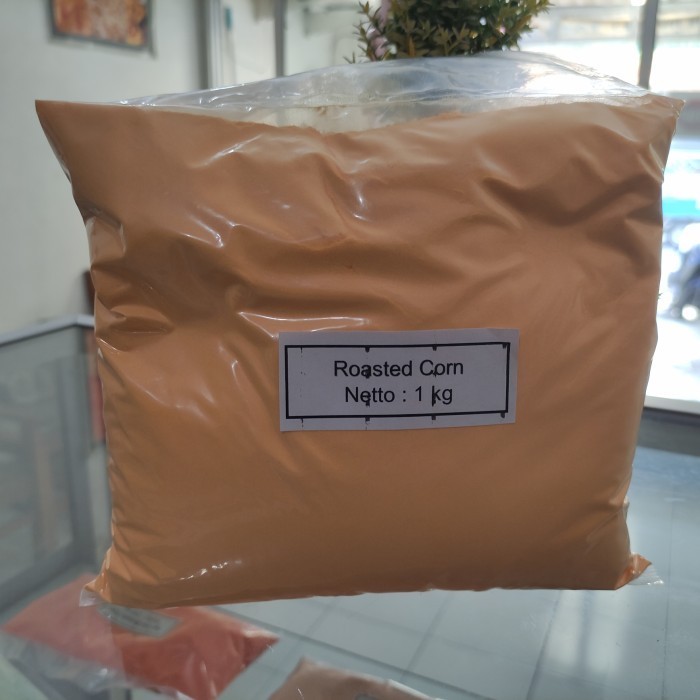 Roasted Corn
Netto : 1 kg